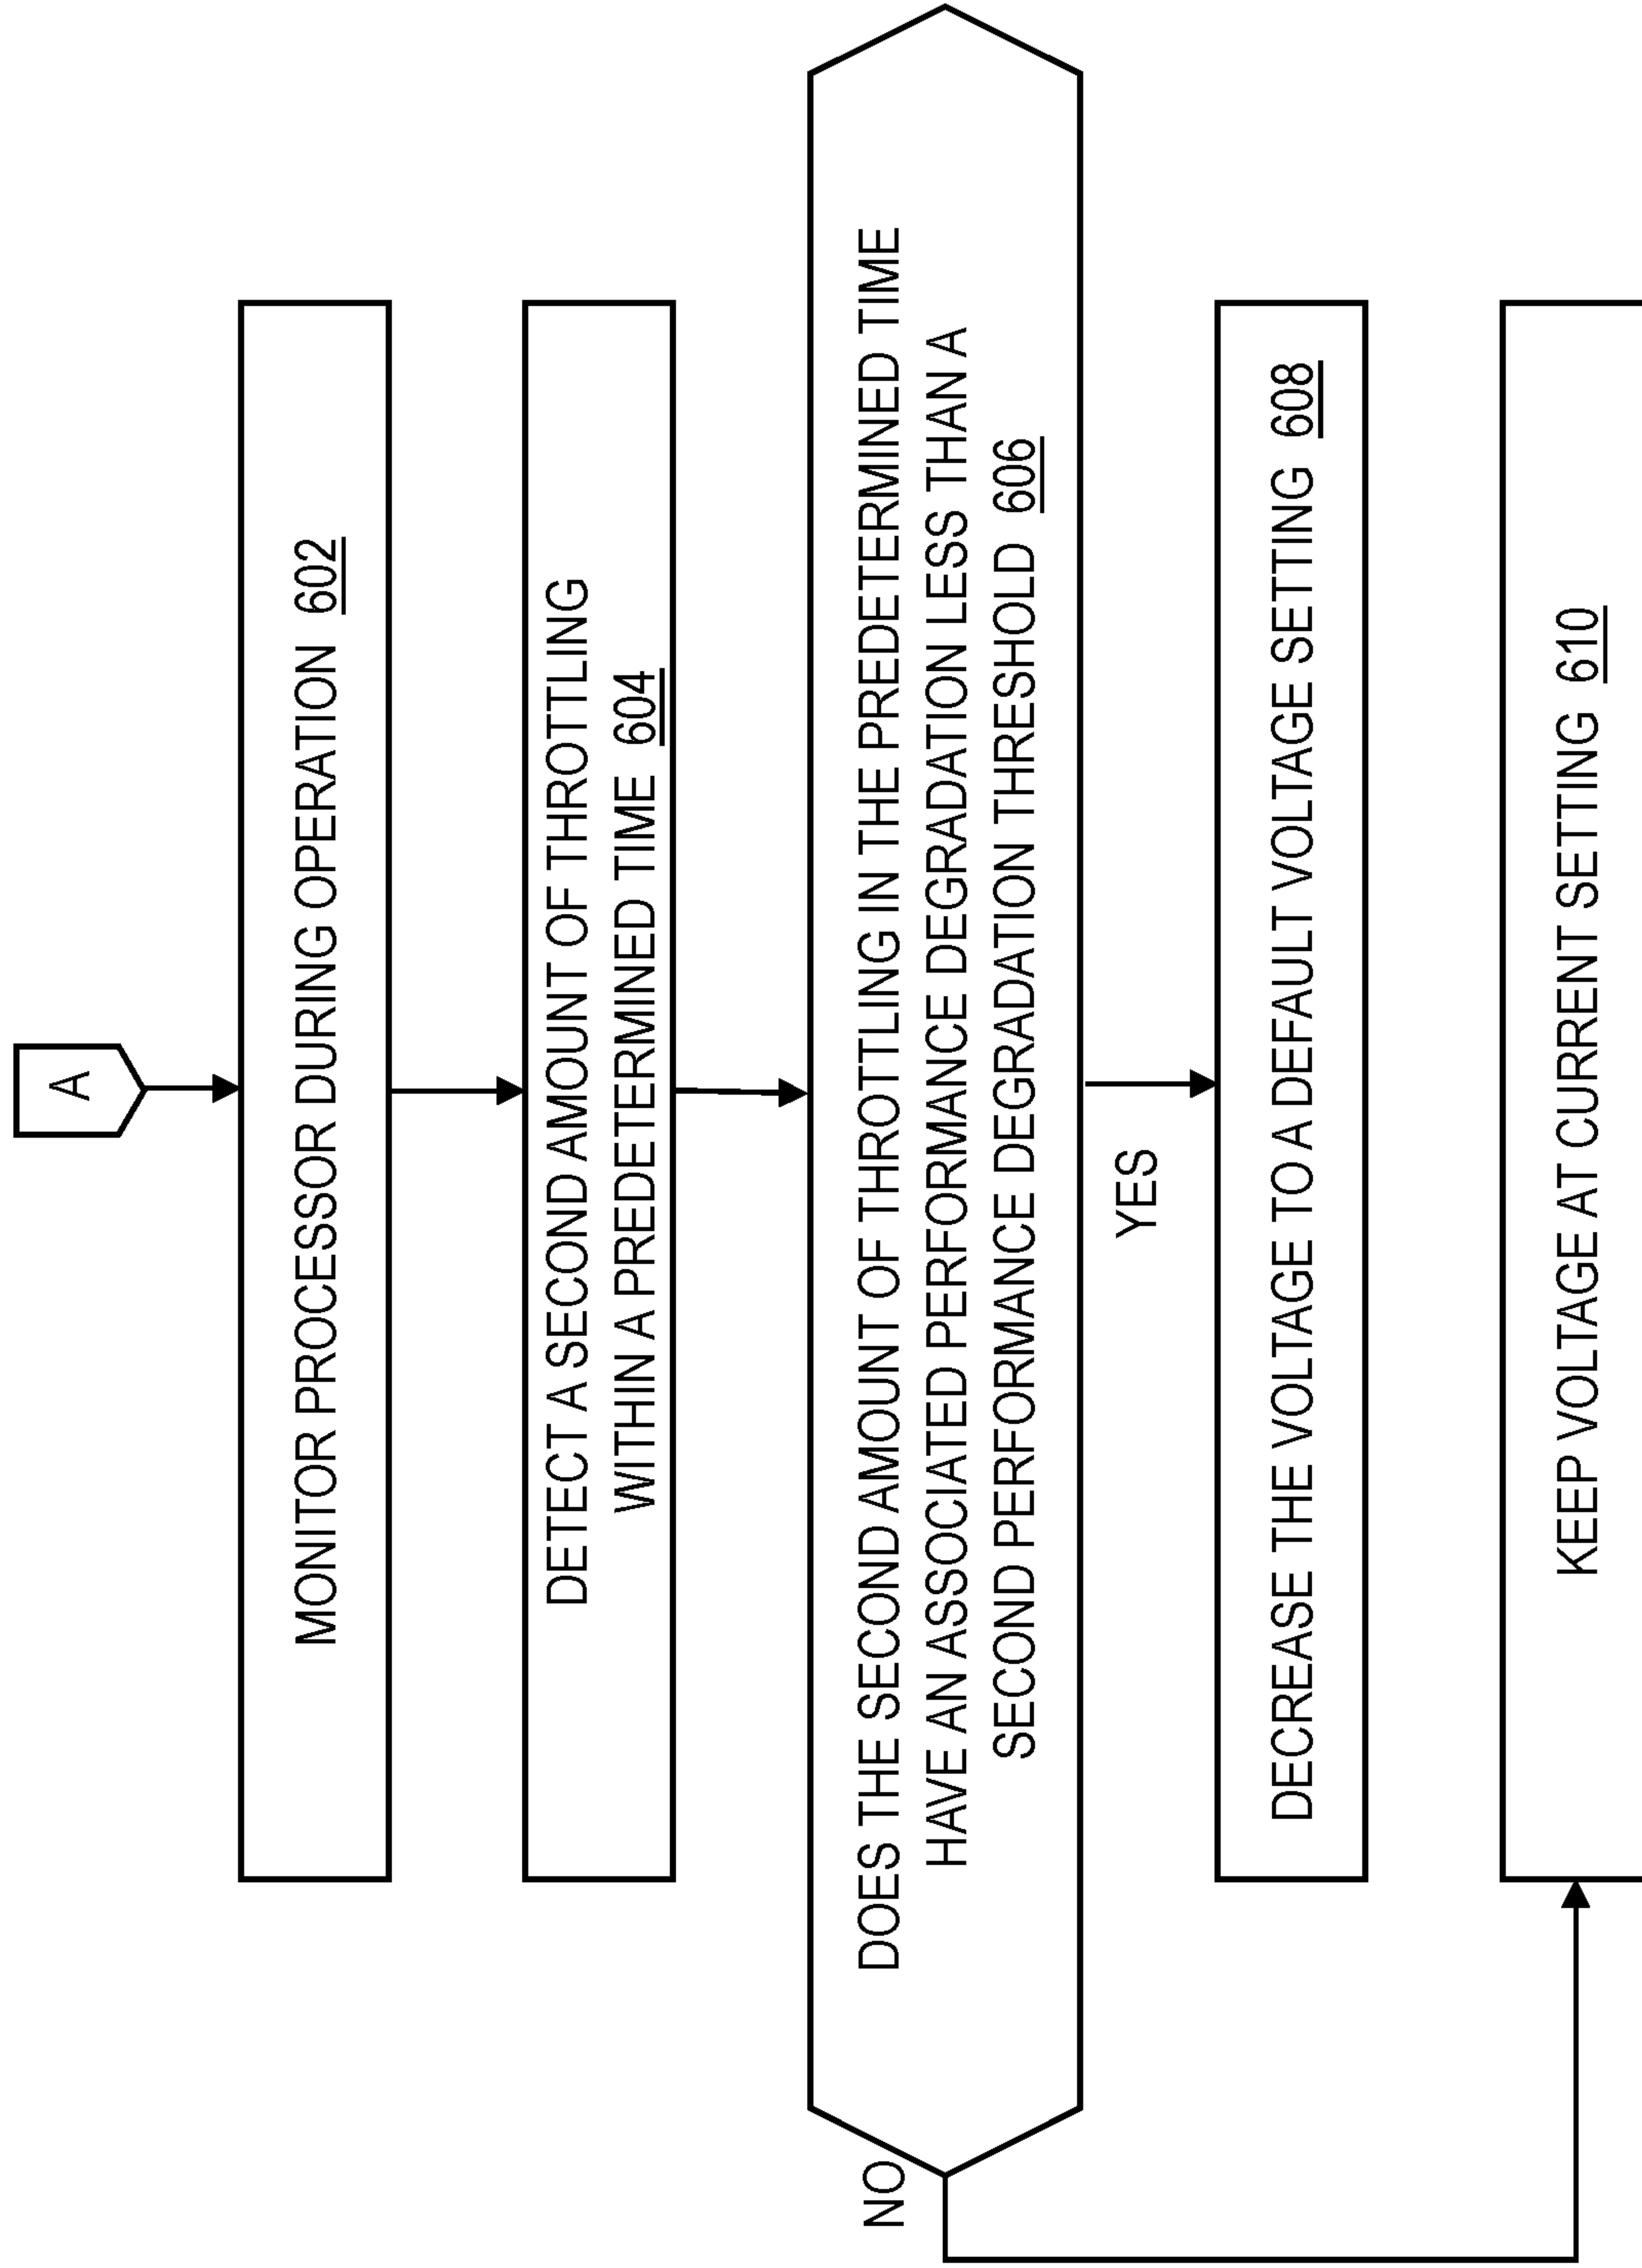 A
MONITOR PROCESSOR DURING OPERATION 602
DETECT A SECOND AMOUNT OF THROTTLING
WITHIN A PREDETERMINED TIME 604
DOES THE SECOND AMOUNT OF THROTTLING IN THE PREDETERMINED TIME
HAVE AN ASSOCIATED PERFORMANCE DEGRADATION LESS THAN A
SECOND PERFORMANCE DEGRADATION THRESHOLD 606
NO
YES
DECREASE THE VOLTAGE TO A DEFAULT VOLTAGE SETTING 608
KEEP VOLTAGE AT CURRENT SETTING 610